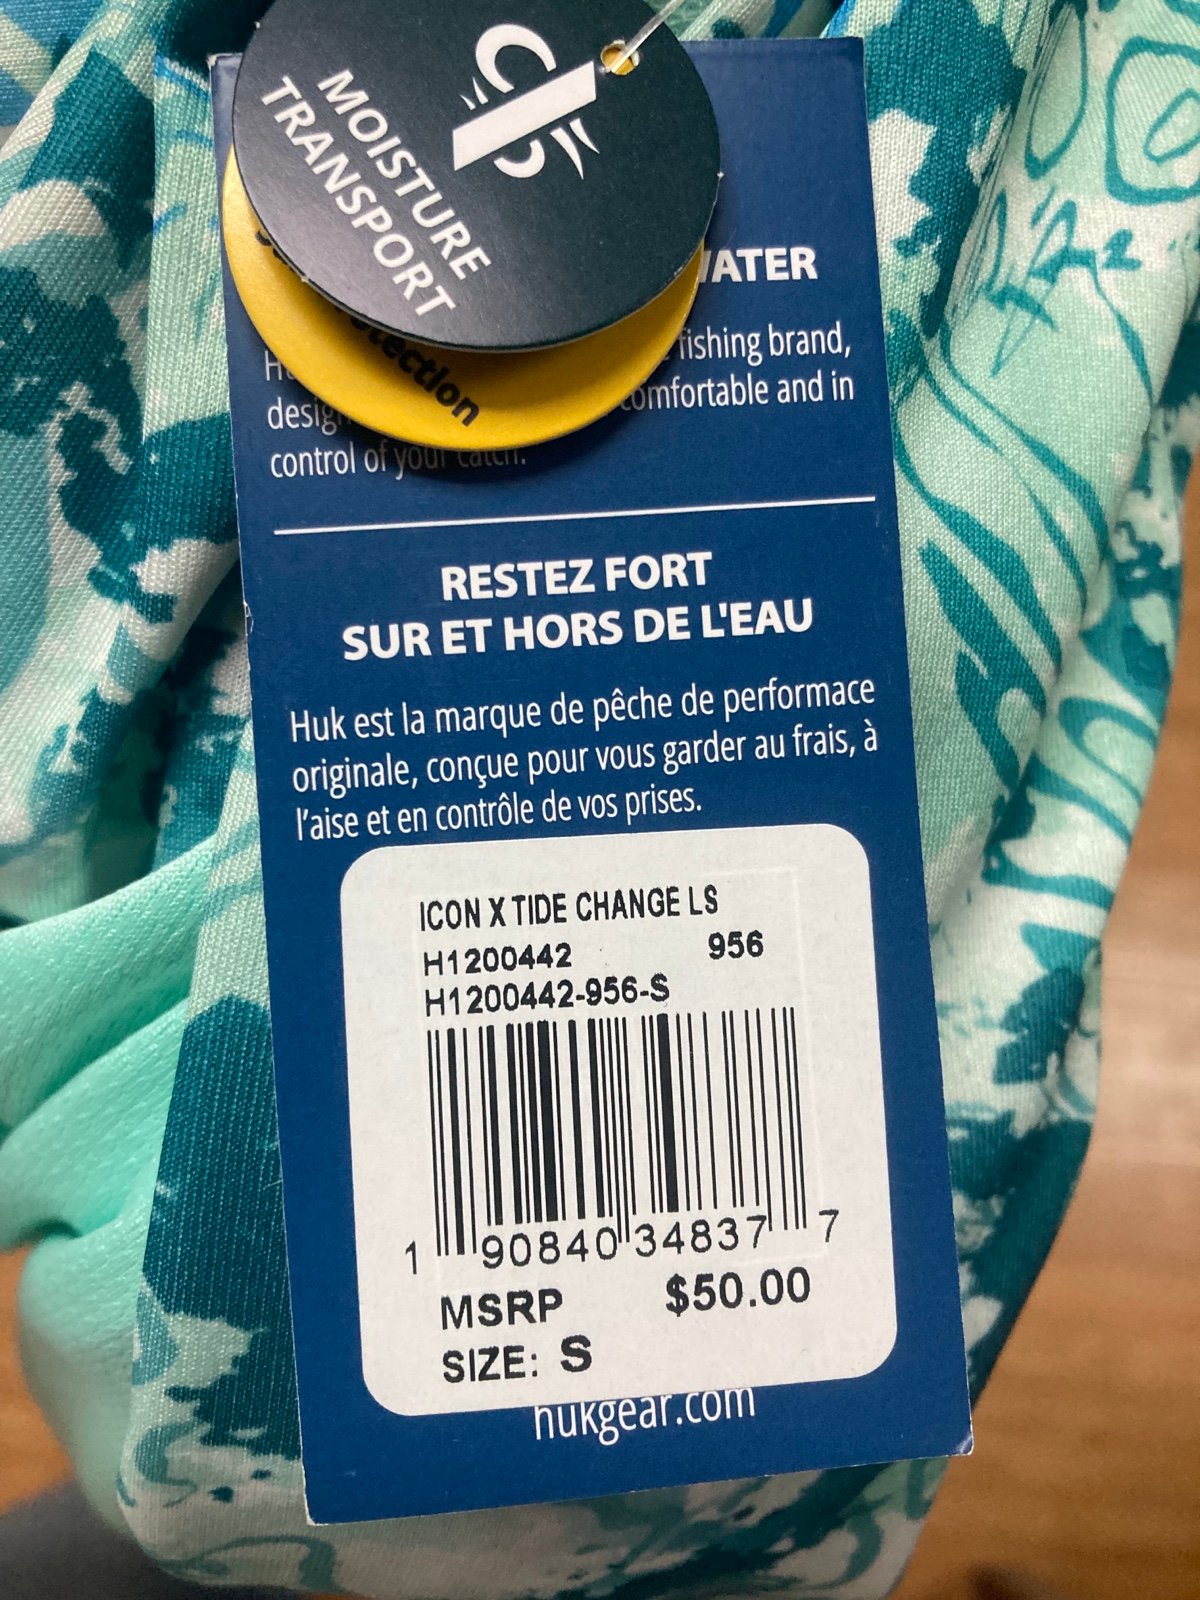 MOISTURE
TRANSPORT
fishing brand,
comfortable and in
control of your catch.
RESTEZ FORT
SUR ET HORS DE L'EAU
Huk est la marque de pêche de performace
originale, conçue pour vous garder au frais, à
l'aise et en contrôle de vos prises.
ICON X TIDE CHANGE LS
H1200442 956
H1200442-956-S
1 90840 34837 7
MSRP $50.00
SIZE: S
hukgear.com